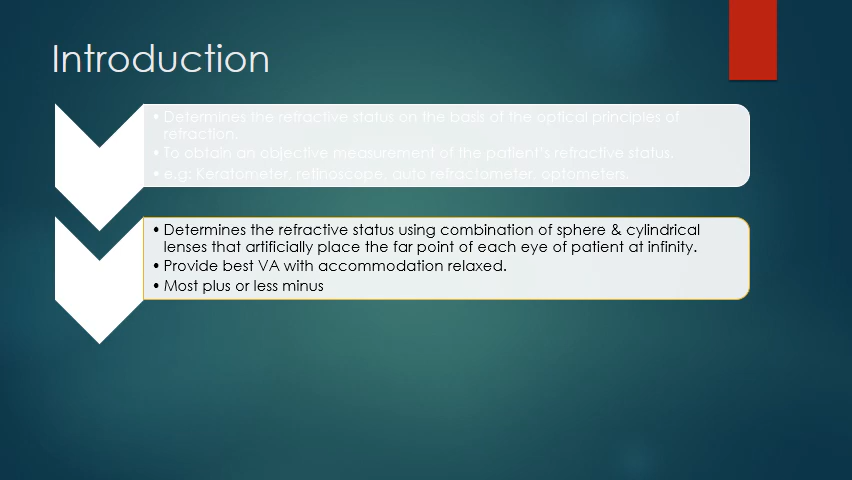 Introduction
• Determines the refractive status on the basis of the optical principles of
refraction.
• To obtain an objective measurement of the patient's refractive status.
• e.g: Keratometer, retinoscope, auto refractometer, optometers.
• Determines the refractive status using combination of sphere & cylindrical
lenses that artificially place the far point of each eye of patient at infinity.
• Provide best VA with accommodation relaxed.
• Most plus or less minus